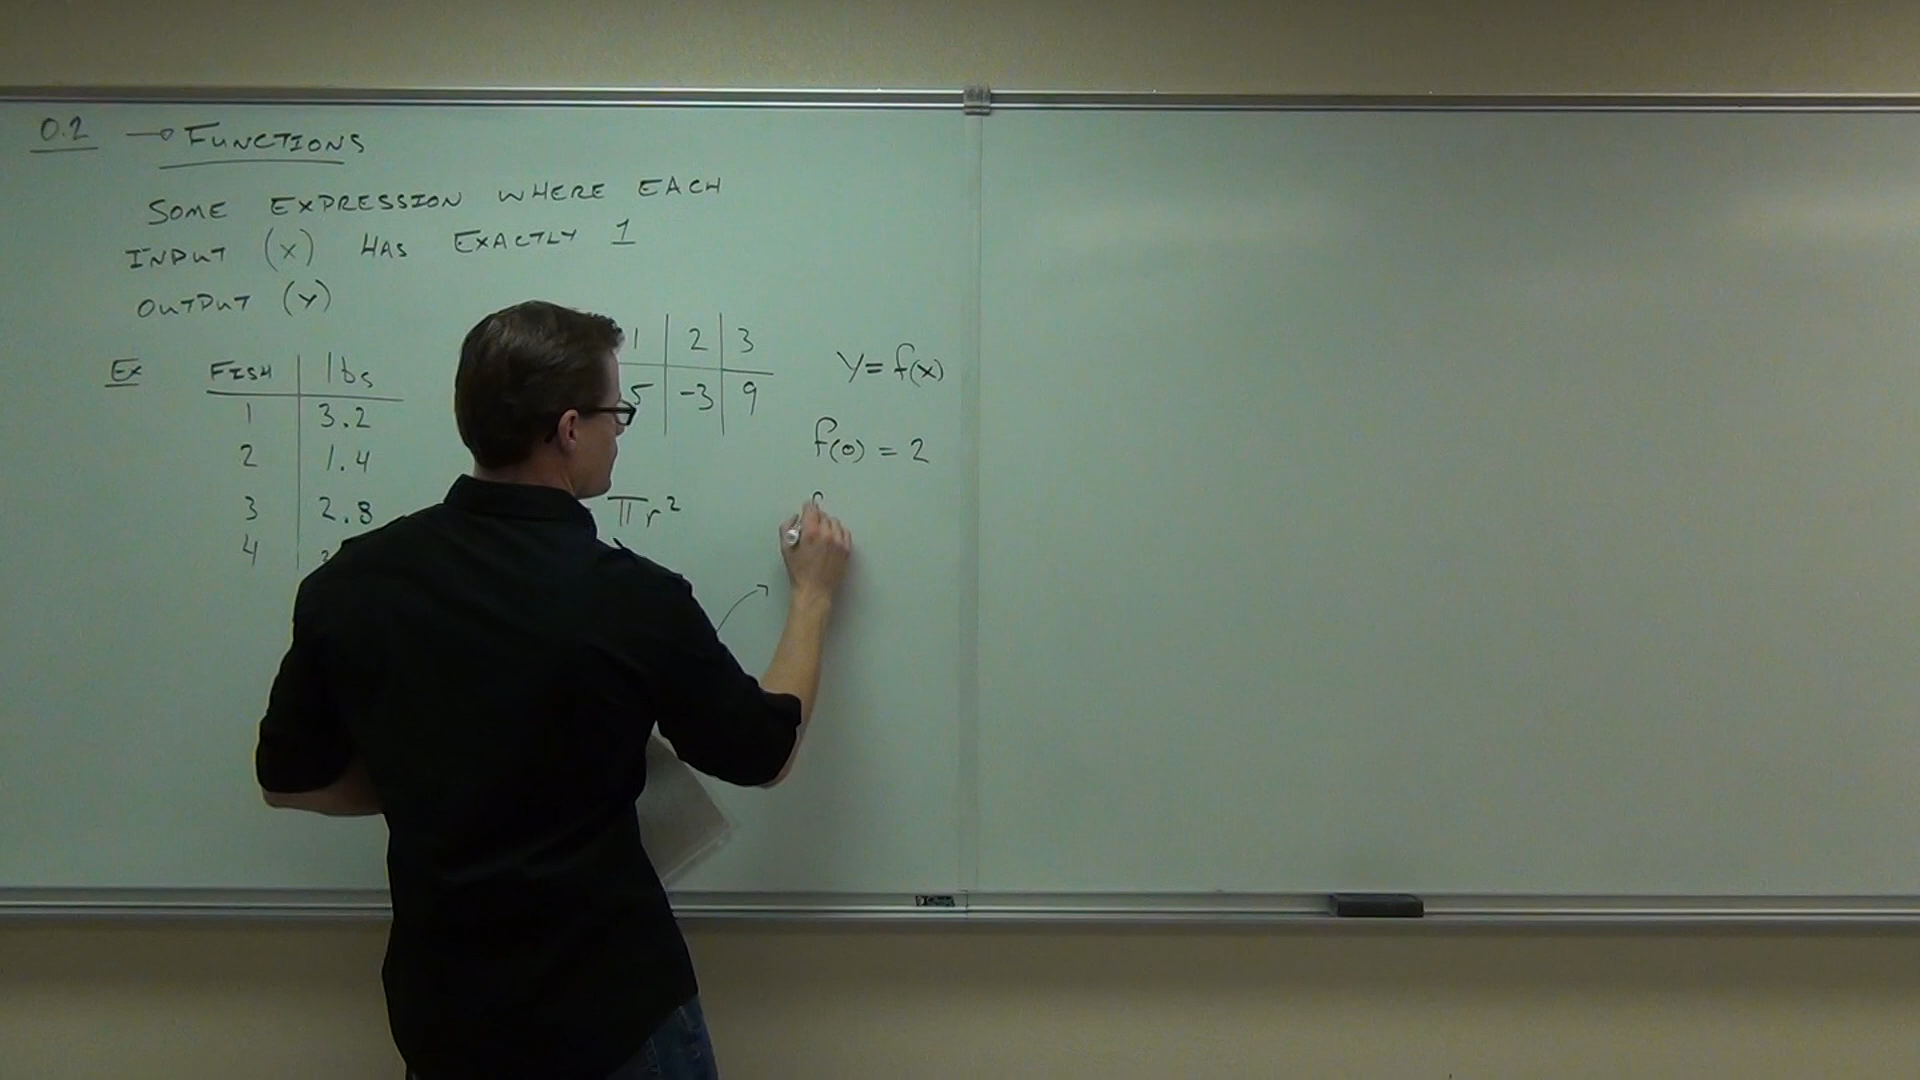 0.2 → FUNCTIONS
SOME EXPRESSION WHERE EACH
INPUT (x) HAS EXACTLY 1
OUTPUT (Y)
Ex
FISH lbs
1 3.2
2 1.4
3 2.8
4
1 2 3
5 -3 9
πr²
Y = f(x)
f(0) = 2
f